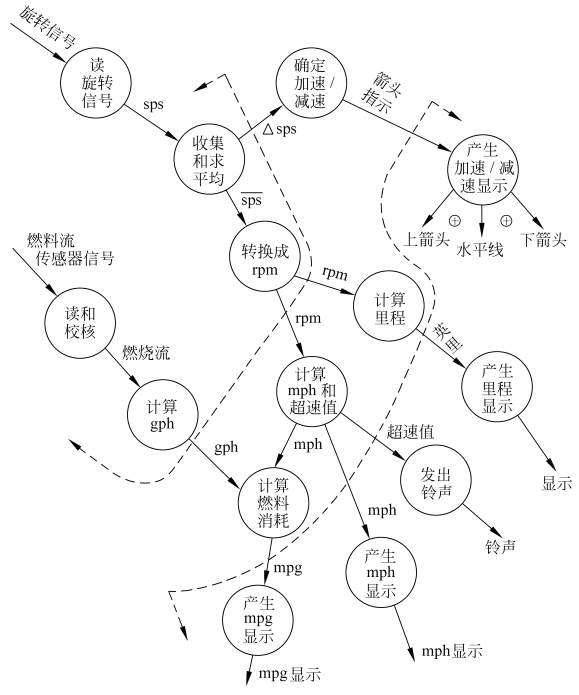 旋转信号
读
旋转
信号
sps
确定
加速/
减速
△sps
箭头
指示
收集
和求
平均
产生
加速/减
速显示
sps
⊕
⊕
上箭头
水平线
下箭头
燃料流
传感器信号
转换成
rpm
rpm
计算
里程
读和
校核
rpm
英
里
燃烧流
计算
mph 和
超速值
产生
里程
显示
计算
gph
gph
mph
超速值
发出
铃声
显示
计算
燃料
消耗
mph
铃声
mpg
产生
mph
显示
产生
mpg
显示
mph显示
mpg显示